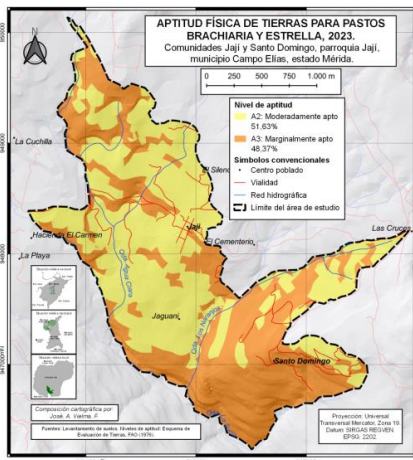 APTITUD FÍSICA DE TIERRAS PARA PASTOS
BRACHIARIA Y ESTRELLA, 2023.
Comunidades Jají y Santo Domingo, parroquia Jají,
municipio Campo Elías, estado Mérida.
0 250 500 1.000 m
Nivel de aptitud
A2: Moderadamente apto
51,63%
A3: Marginalmente apto
48,37%
Símbolos convencionales
Centro poblado
Vialidad
Red hidrográfica
Límite del área de estudio
La Cuchilla
El Silencio
Jají
El Cementerio
Las Cruces
Hacienda El Carmen
La Playa
Jaguaní
Santo Domingo
Composición cartográfica por
José. A. Vielma. F
Fuentes: Levantamiento de suelos. Niveles de aptitud: Esquema de
Evaluación de Tierras, FAO (1976).
Proyección: Universal
Transversal Mercator, Zona 19.
Datum: SIRGAS REGVEN.
EPSG: 2202.